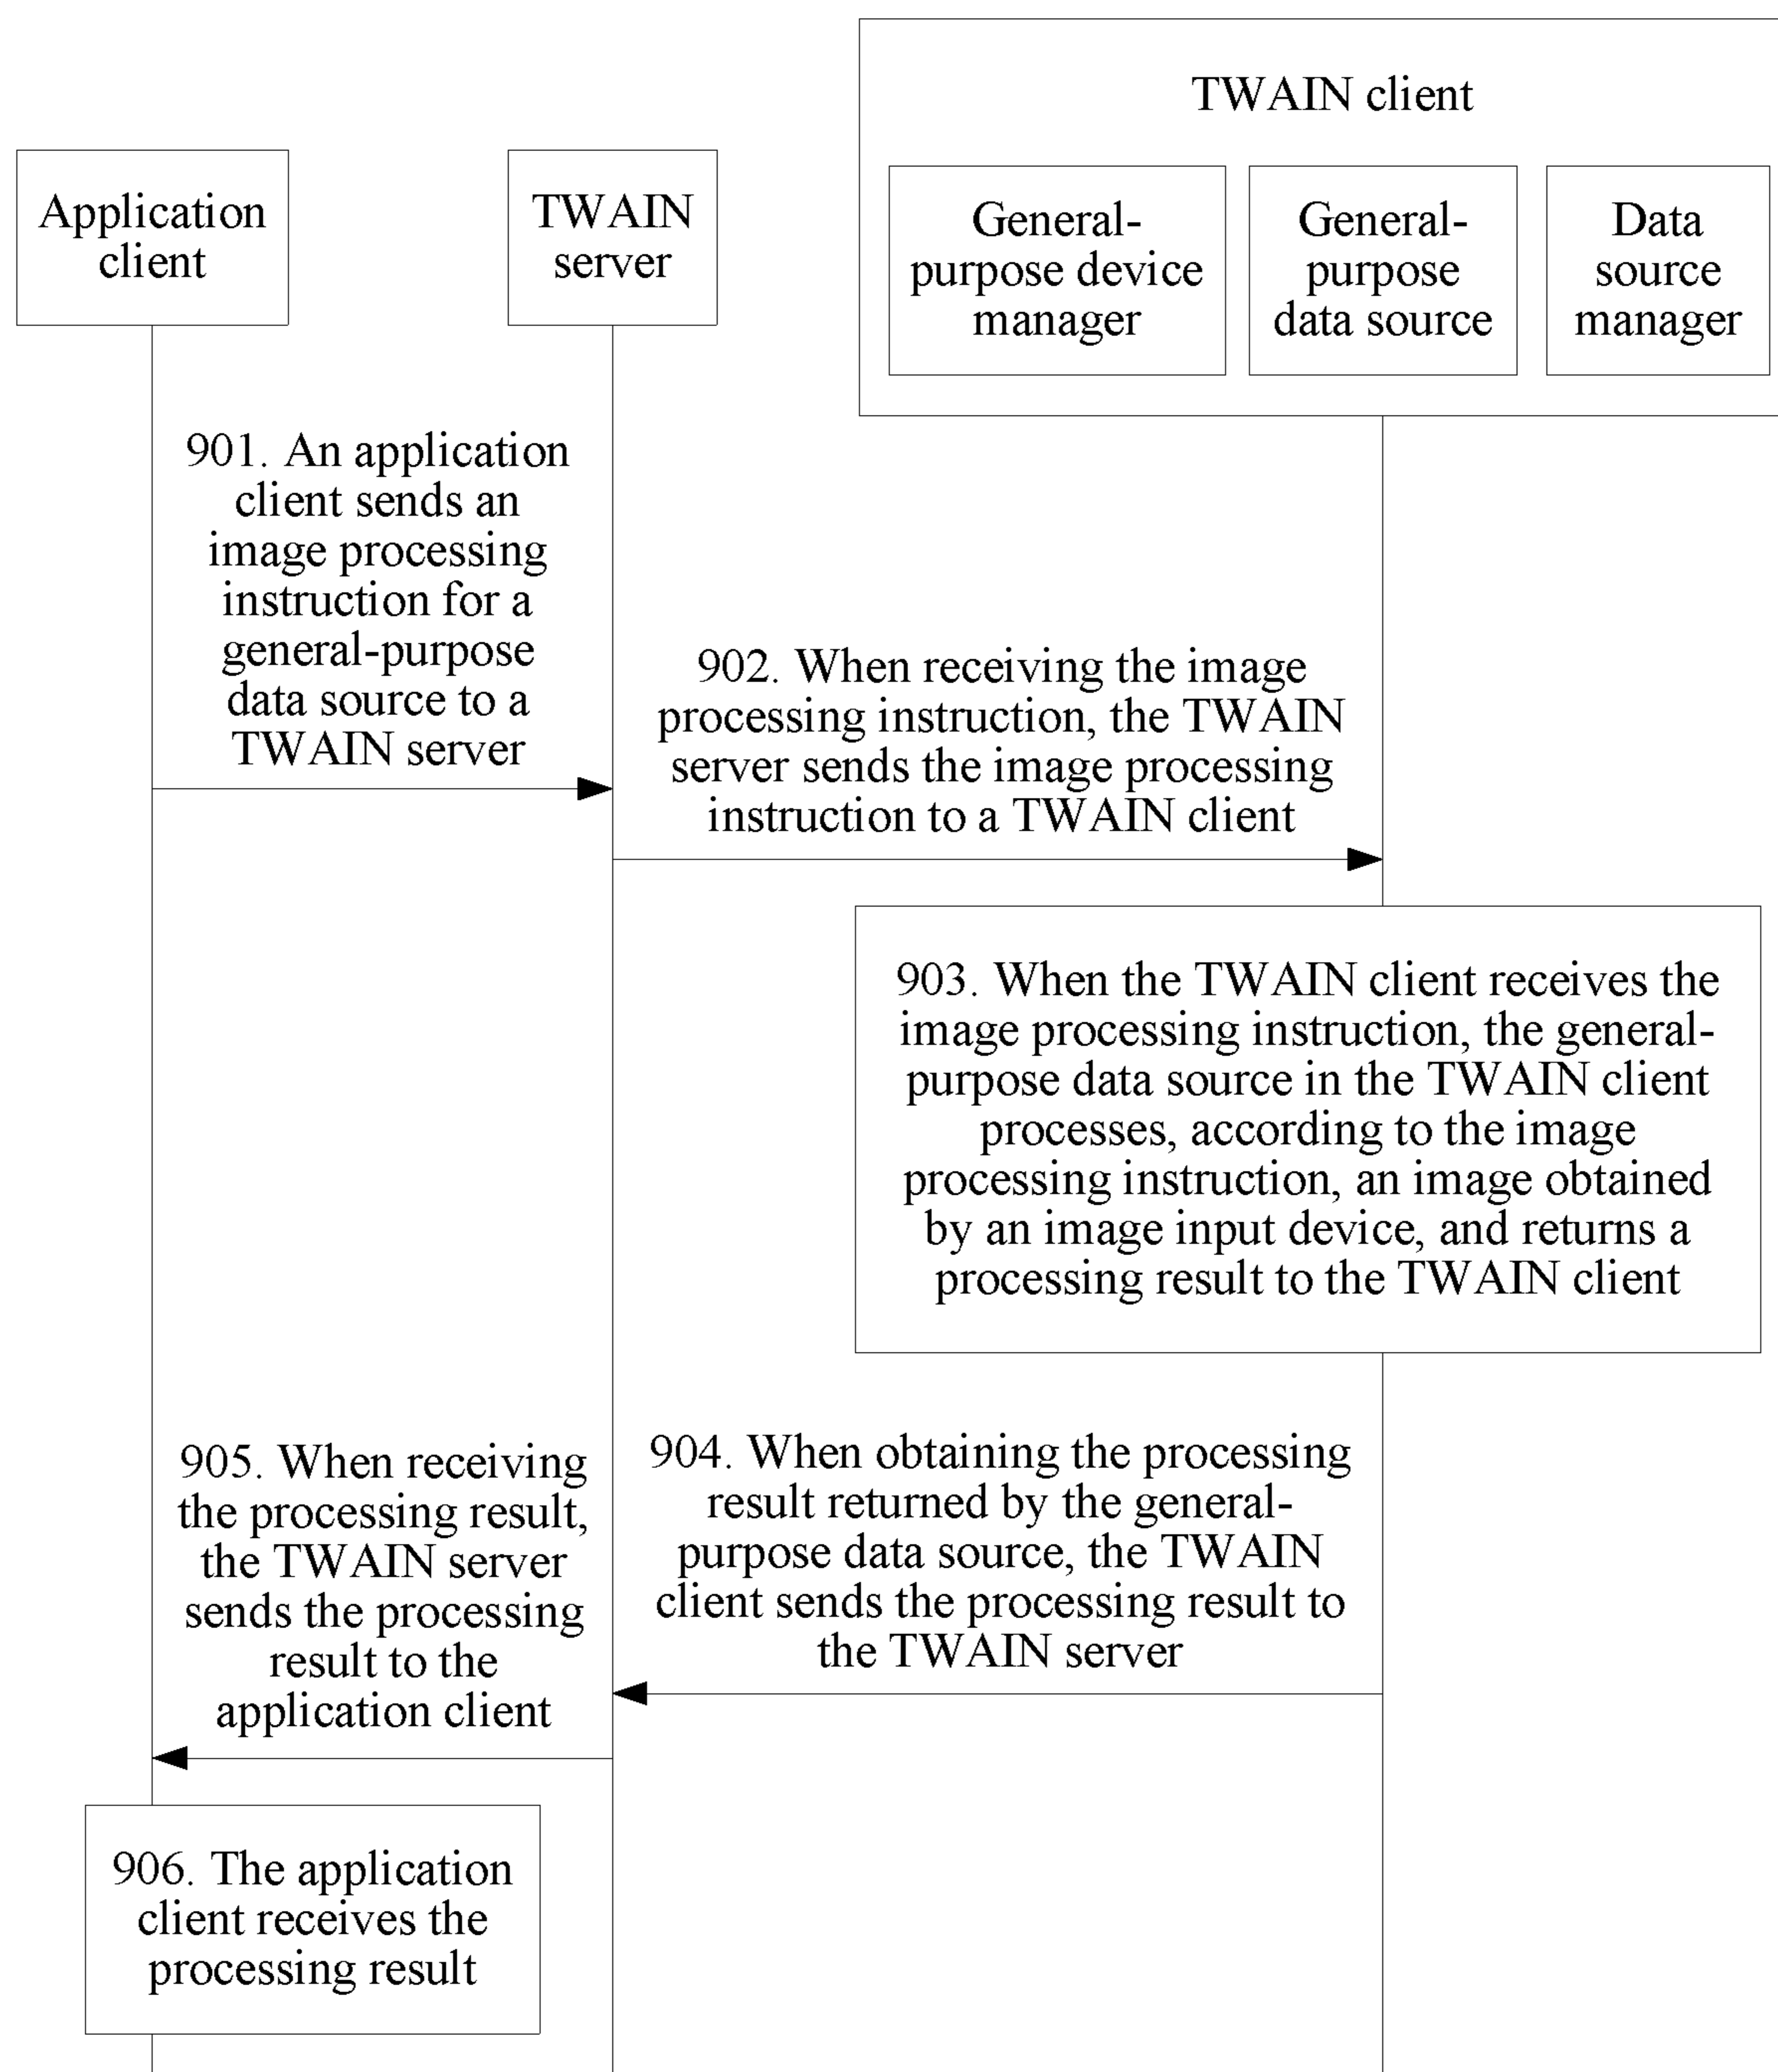 TWAIN client
Application
client
TWAIN
server
General-
purpose device
manager
General-
purpose
data source
Data
source
manager
901. An application
client sends an
image processing
instruction for a
general-purpose
data source to a
TWAIN server
902. When receiving the image
processing instruction, the TWAIN
server sends the image processing
instruction to a TWAIN client
903. When the TWAIN client receives the
image processing instruction, the general-
purpose data source in the TWAIN client
processes, according to the image
processing instruction, an image obtained
by an image input device, and returns a
processing result to the TWAIN client
904. When obtaining the processing
result returned by the general-
purpose data source, the TWAIN
client sends the processing result to
the TWAIN server
905. When receiving
the processing result,
the TWAIN server
sends the processing
result to the
application client
906. The application
client receives the
processing result